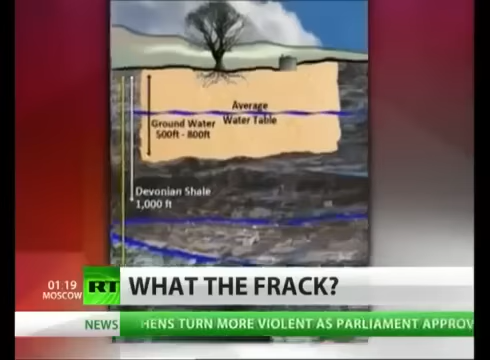 Average
Water Table
Ground Water
500ft - 800ft
Devonian Shale
1,000 ft
01.19
MOSCOW
RT
WHAT THE FRACK?
NEWS
HENS TURN MORE VIOLENT AS PARLIAMENT APPROV